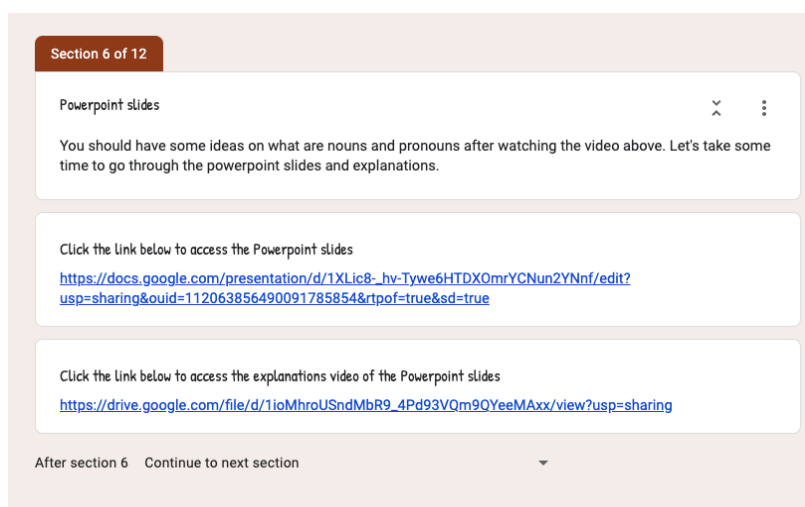 Section 6 of 12
Powerpoint slides
You should have some ideas on what are nouns and pronouns after watching the video above. Let's take some
time to go through the powerpoint slides and explanations.
Click the link below to access the Powerpoint slides
https://docs.google.com/presentation/d/1XLic8-_hv-Tywe6HTDXOmrYCNun2YNnf/edit?
usp=sharing&ouid=112063856490091785854&rtpof=true&sd=true
Click the link below to access the explanations video of the Powerpoint slides
https://drive.google.com/file/d/1ioMhroUSndMbR9_4Pd93VQm9QYeeMAxx/view?usp=sharing
After section 6 Continue to next section